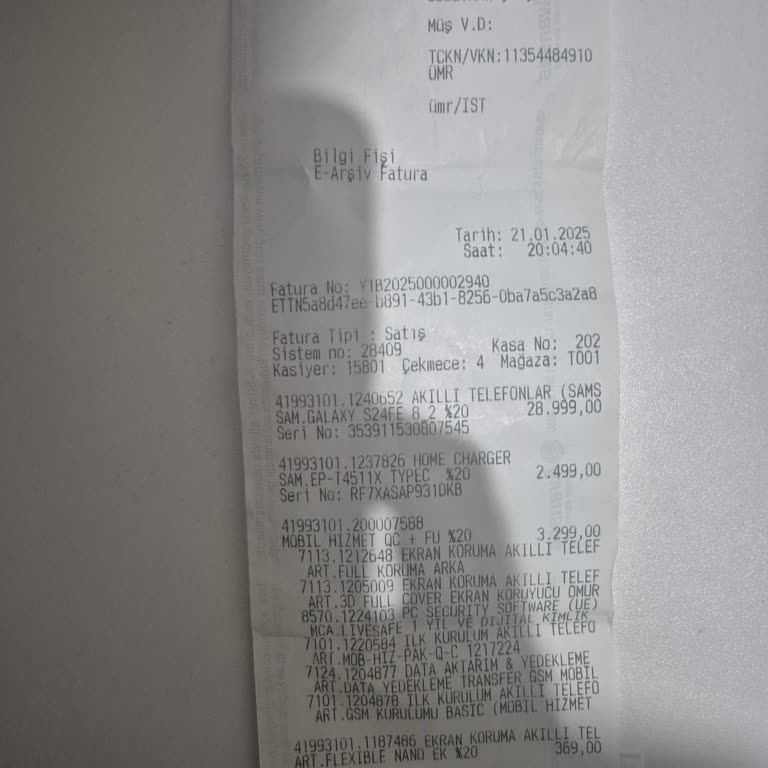 Müş V.D:
TCKN/VKN:11354484910
ÜMR
ümr/IST
Bilgi Fişi
E-Arşiv Fatura
Tarih: 21.01.2025
Saat: 20:04:40
Fatura No: Y1B2025000002940
ETTN5a8d47ee-b891-43b1-8256-0ba7a5c3a2a8
Fatura Tipi : Satış
Sistem no: 28409 Kasa No: 202
Kasiyer: 15801 Çekmece: 4 Mağaza: T001
41993101.1240652 AKILLI TELEFONLAR (SAMS
SAM.GALAXY S24FE 8 2 %20 28.999,00
Seri No: 353911530807545
41993101.1237826 HOME CHARGER
SAM.EP-T4511X TYPEC %20 2.499,00
Seri No: RF7XASAP931DKB
41993101.200007588
MOBIL HIZMET QC + FU %20 3.299,00
7113.1212648 EKRAN KORUMA AKILLI TELEF
ART.FULL KORUMA ARKA
7113.1205009 EKRAN KORUMA AKILLI TELEF
ART.3D FULL COVER EKRAN KORUYUCU ÖMÜR
8570.1224103 PC SECURITY SOFTWARE (UE)
MCA.LIVESAFE 1 YIL VE DIJITAL KIMLIK
7101.1220584 ILK KURULUM AKILLI TELEFO
ART.MOB-HIZ-PAK-Q-C 1217224
7124.1204877 DATA AKTARIM & YEDEKLEME
ART.DATA YEDEKLEME TRANSFER GSM MOBIL
7101.1204878 ILK KURULUM AKILLI TELEFO
ART.GSM KURULUMU BASIC (MOBIL HIZMET
41993101.1187486 EKRAN KORUMA AKILLI TEL
ART.FLEXIBLE NANO EK %20 369,00